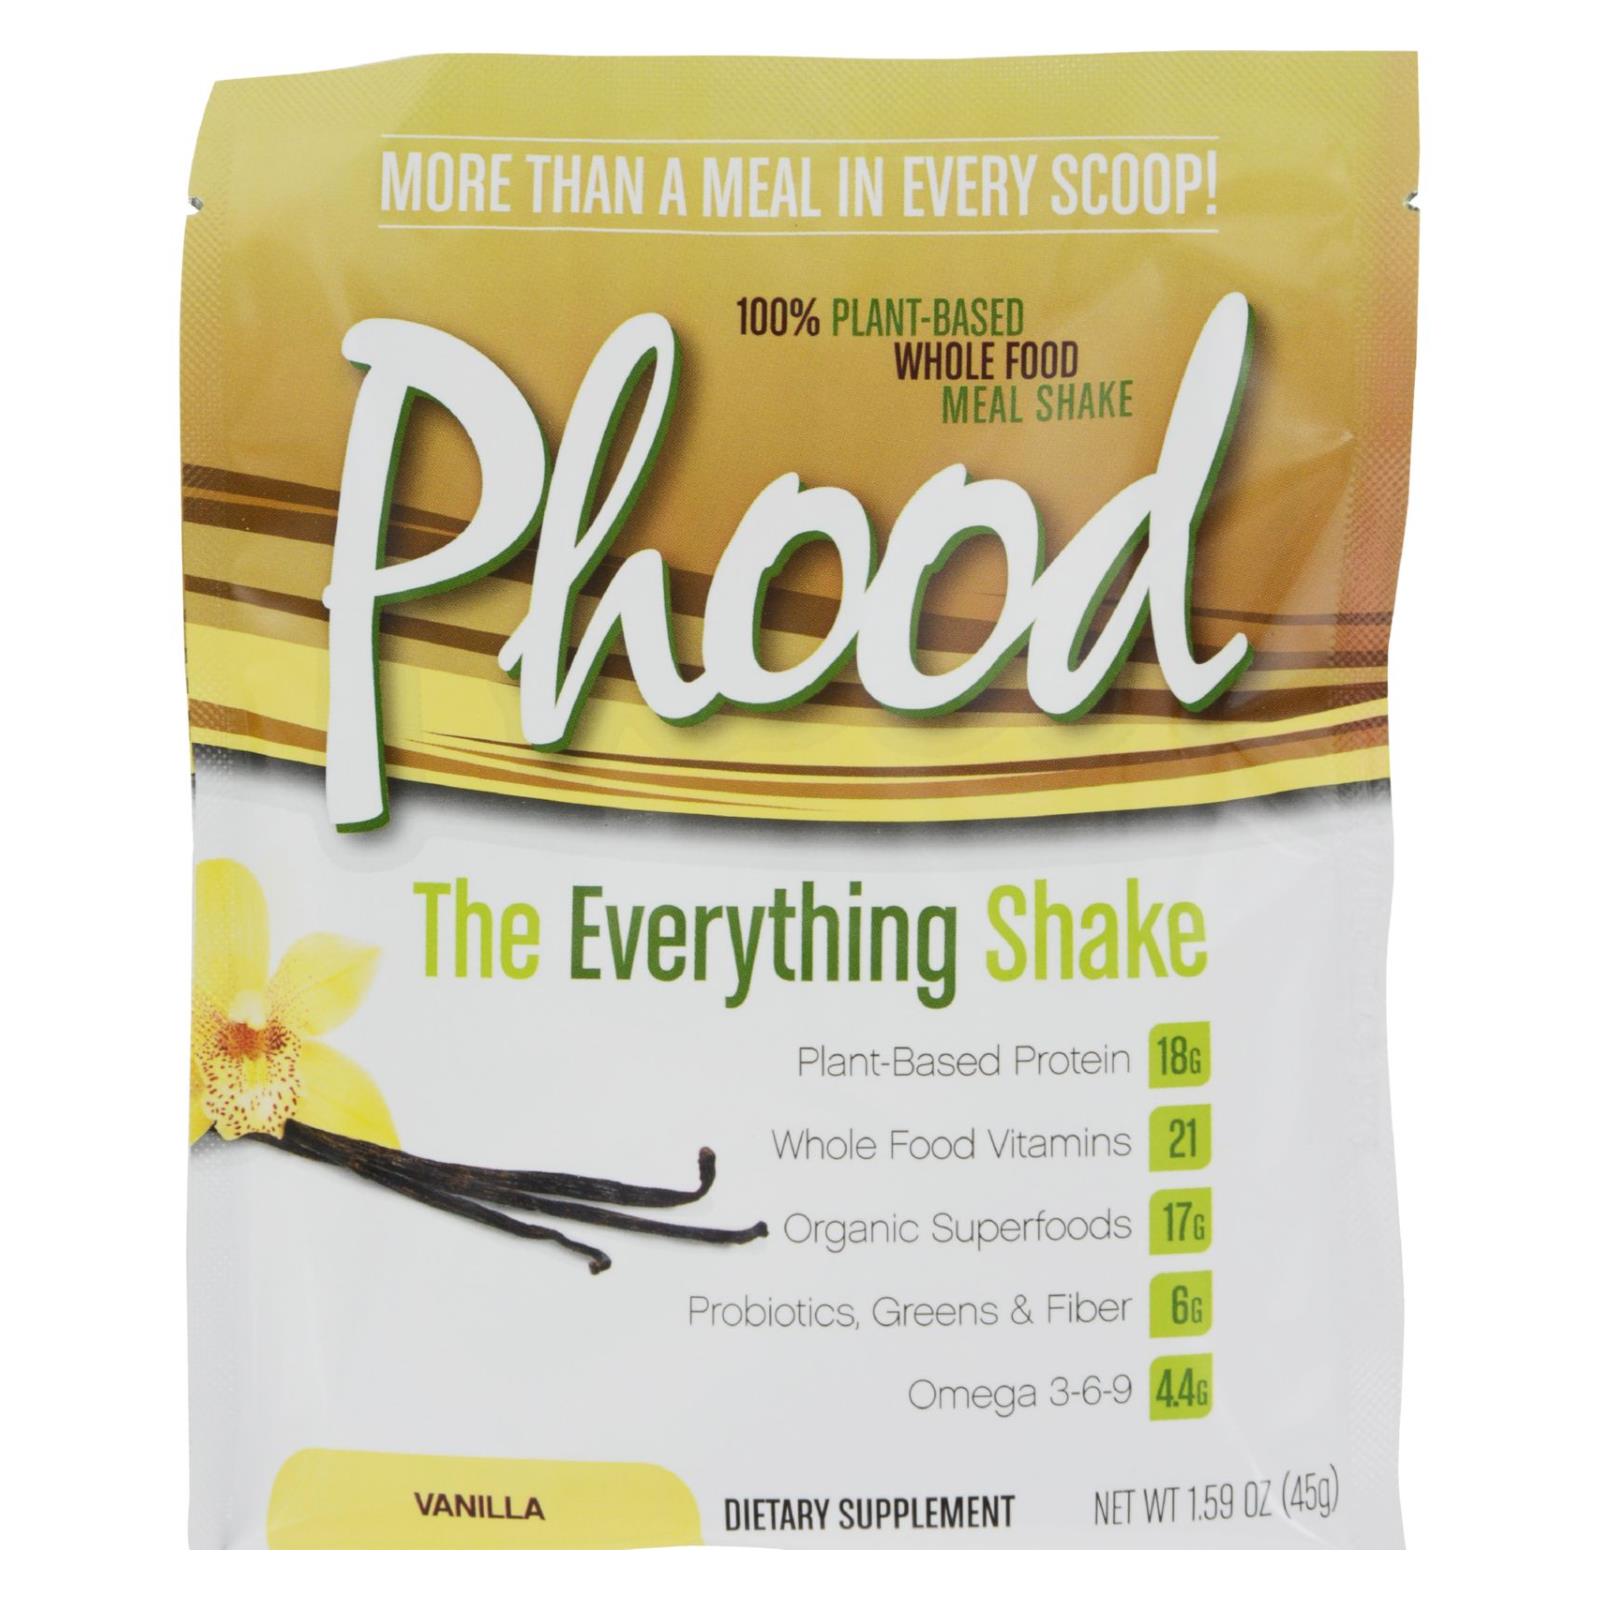 MORE THAN A MEAL IN EVERY SCOOP!
100% PLANT-BASED
WHOLE FOOD
MEAL SHAKE
Phood
The Everything Shake
Plant-Based Protein 18G
Whole Food Vitamins 21
Organic Superfoods 17G
Probiotics, Greens & Fiber 6G
Omega 3-6-9 4.4G
VANILLA DIETARY SUPPLEMENT NET WT 1.59 OZ (45g)